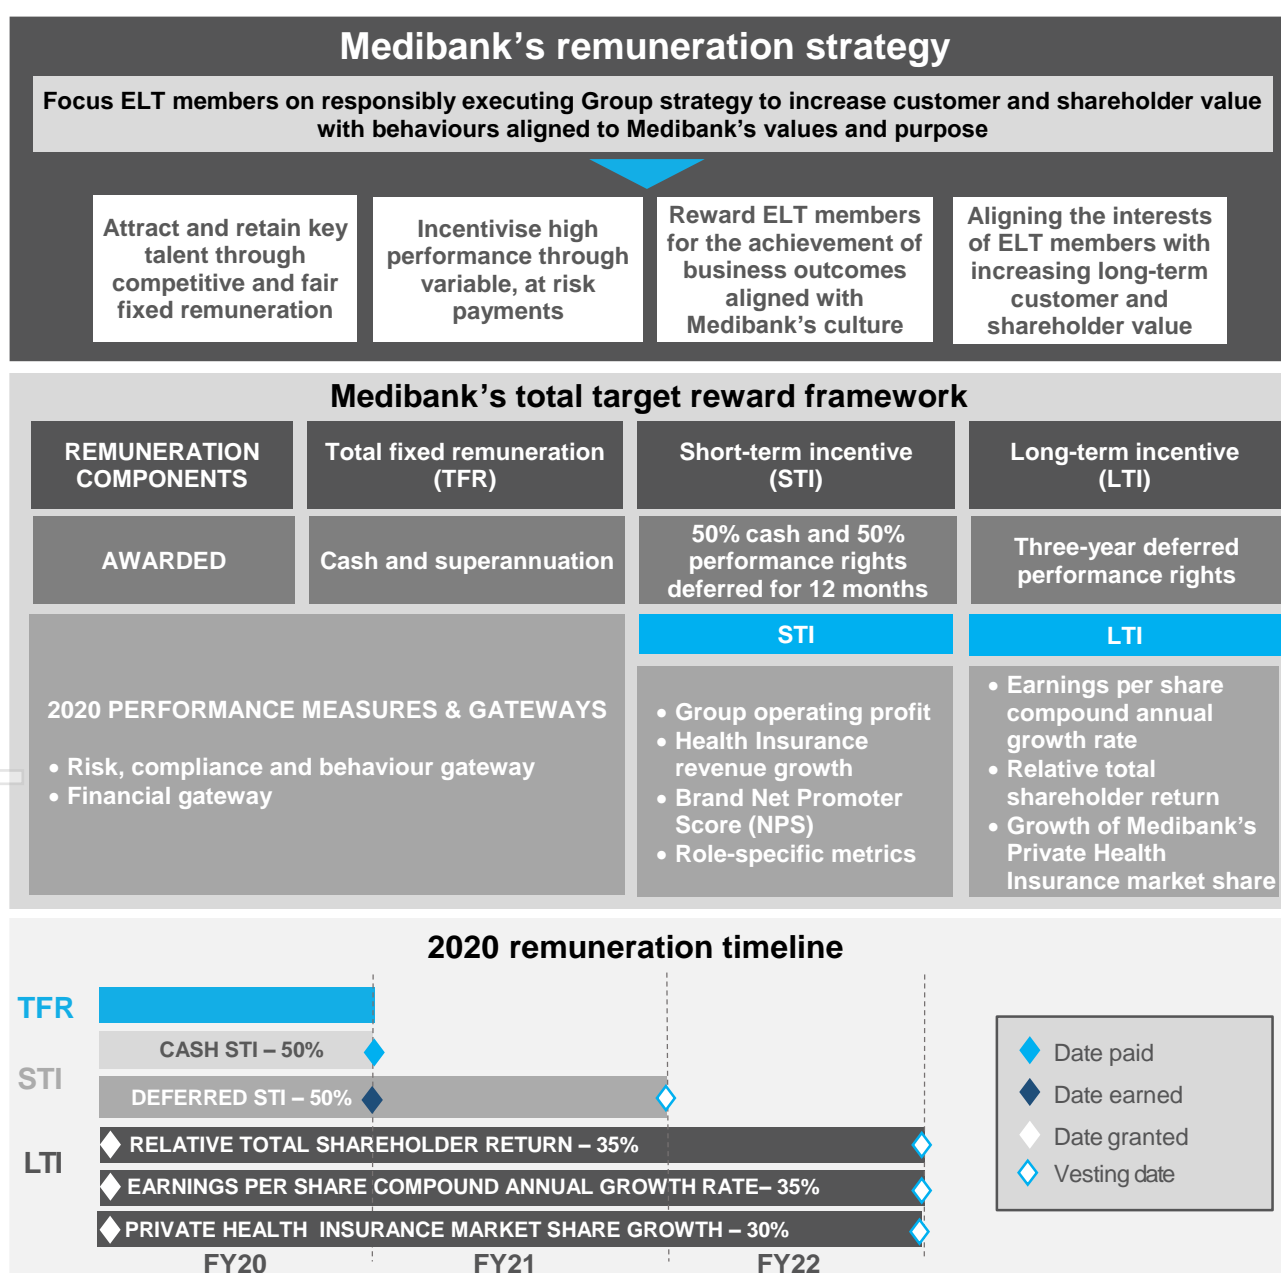 Medibank’s remuneration strategy
Focus ELT members on responsibly executing Group strategy to increase customer and shareholder value
with behaviours aligned to Medibank’s values and purpose
Attract and retain key
talent through
competitive and fair
fixed remuneration
Incentivise high
performance through
variable, at risk
payments
Reward ELT members
for the achievement of
business outcomes
aligned with
Medibank’s culture
Aligning the interests
of ELT members with
increasing long-term
customer and
shareholder value
Medibank’s total target reward framework
REMUNERATION
COMPONENTS
Total fixed remuneration
(TFR)
Short-term incentive
(STI)
Long-term incentive
(LTI)
AWARDED
Cash and superannuation
50% cash and 50%
performance rights
deferred for 12 months
Three-year deferred
performance rights
2020 PERFORMANCE MEASURES & GATEWAYS
• Risk, compliance and behaviour gateway
• Financial gateway
STI
• Group operating profit
• Health Insurance
revenue growth
• Brand Net Promoter
Score (NPS)
• Role-specific metrics
LTI
• Earnings per share
compound annual
growth rate
• Relative total
shareholder return
• Growth of Medibank’s
Private Health
Insurance market share
2020 remuneration timeline
TFR
STI
CASH STI – 50%
DEFERRED STI – 50%
LTI
RELATIVE TOTAL SHAREHOLDER RETURN – 35%
EARNINGS PER SHARE COMPOUND ANNUAL GROWTH RATE– 35%
PRIVATE HEALTH INSURANCE MARKET SHARE GROWTH – 30%
FY20
FY21
FY22
Date paid
Date earned
Date granted
Vesting date